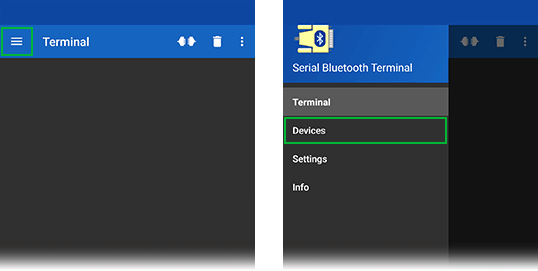 Terminal
Serial Bluetooth Terminal
Terminal
Devices
Settings
Info